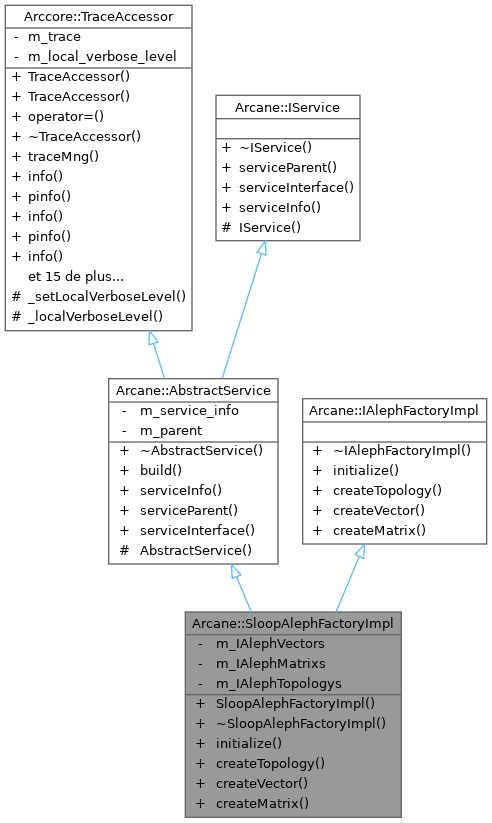 Arccore::TraceAccessor
- m_trace
- m_local_verbose_level
+ TraceAccessor()
+ TraceAccessor()
+ operator=()
+ ~TraceAccessor()
+ traceMng()
+ info()
+ pinfo()
+ info()
+ pinfo()
+ info()
et 15 de plus...
# _setLocalVerboseLevel()
# _localVerboseLevel()
Arcane::IService
+ ~IService()
+ serviceParent()
+ serviceInterface()
+ serviceInfo()
# IService()
Arcane::AbstractService
- m_service_info
- m_parent
+ ~AbstractService()
+ build()
+ serviceInfo()
+ serviceParent()
+ serviceInterface()
# AbstractService()
Arcane::IAlephFactoryImpl
+ ~IAlephFactoryImpl()
+ initialize()
+ createTopology()
+ createVector()
+ createMatrix()
Arcane::SloopAlephFactoryImpl
- m_IAlephVectors
- m_IAlephMatrixs
- m_IAlephTopologys
+ SloopAlephFactoryImpl()
+ ~SloopAlephFactoryImpl()
+ initialize()
+ createTopology()
+ createVector()
+ createMatrix()